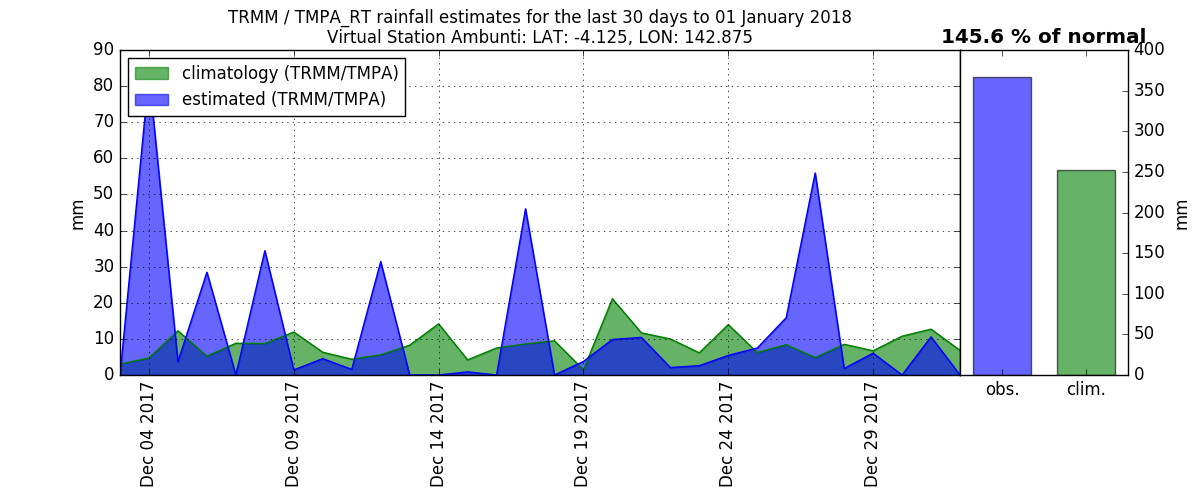 TRMM / TMPA_RT rainfall estimates for the last 30 days to 01 January 2018
Virtual Station Ambunti: LAT: -4.125, LON: 142.875
145.6 % of normal
climatology (TRMM/TMPA)
estimated (TRMM/TMPA)
90
80
70
60
50
40
30
20
10
0
mm
Dec 04 2017
Dec 09 2017
Dec 14 2017
Dec 19 2017
Dec 24 2017
Dec 29 2017
400
350
300
250
200
150
100
50
0
mm
obs.
clim.